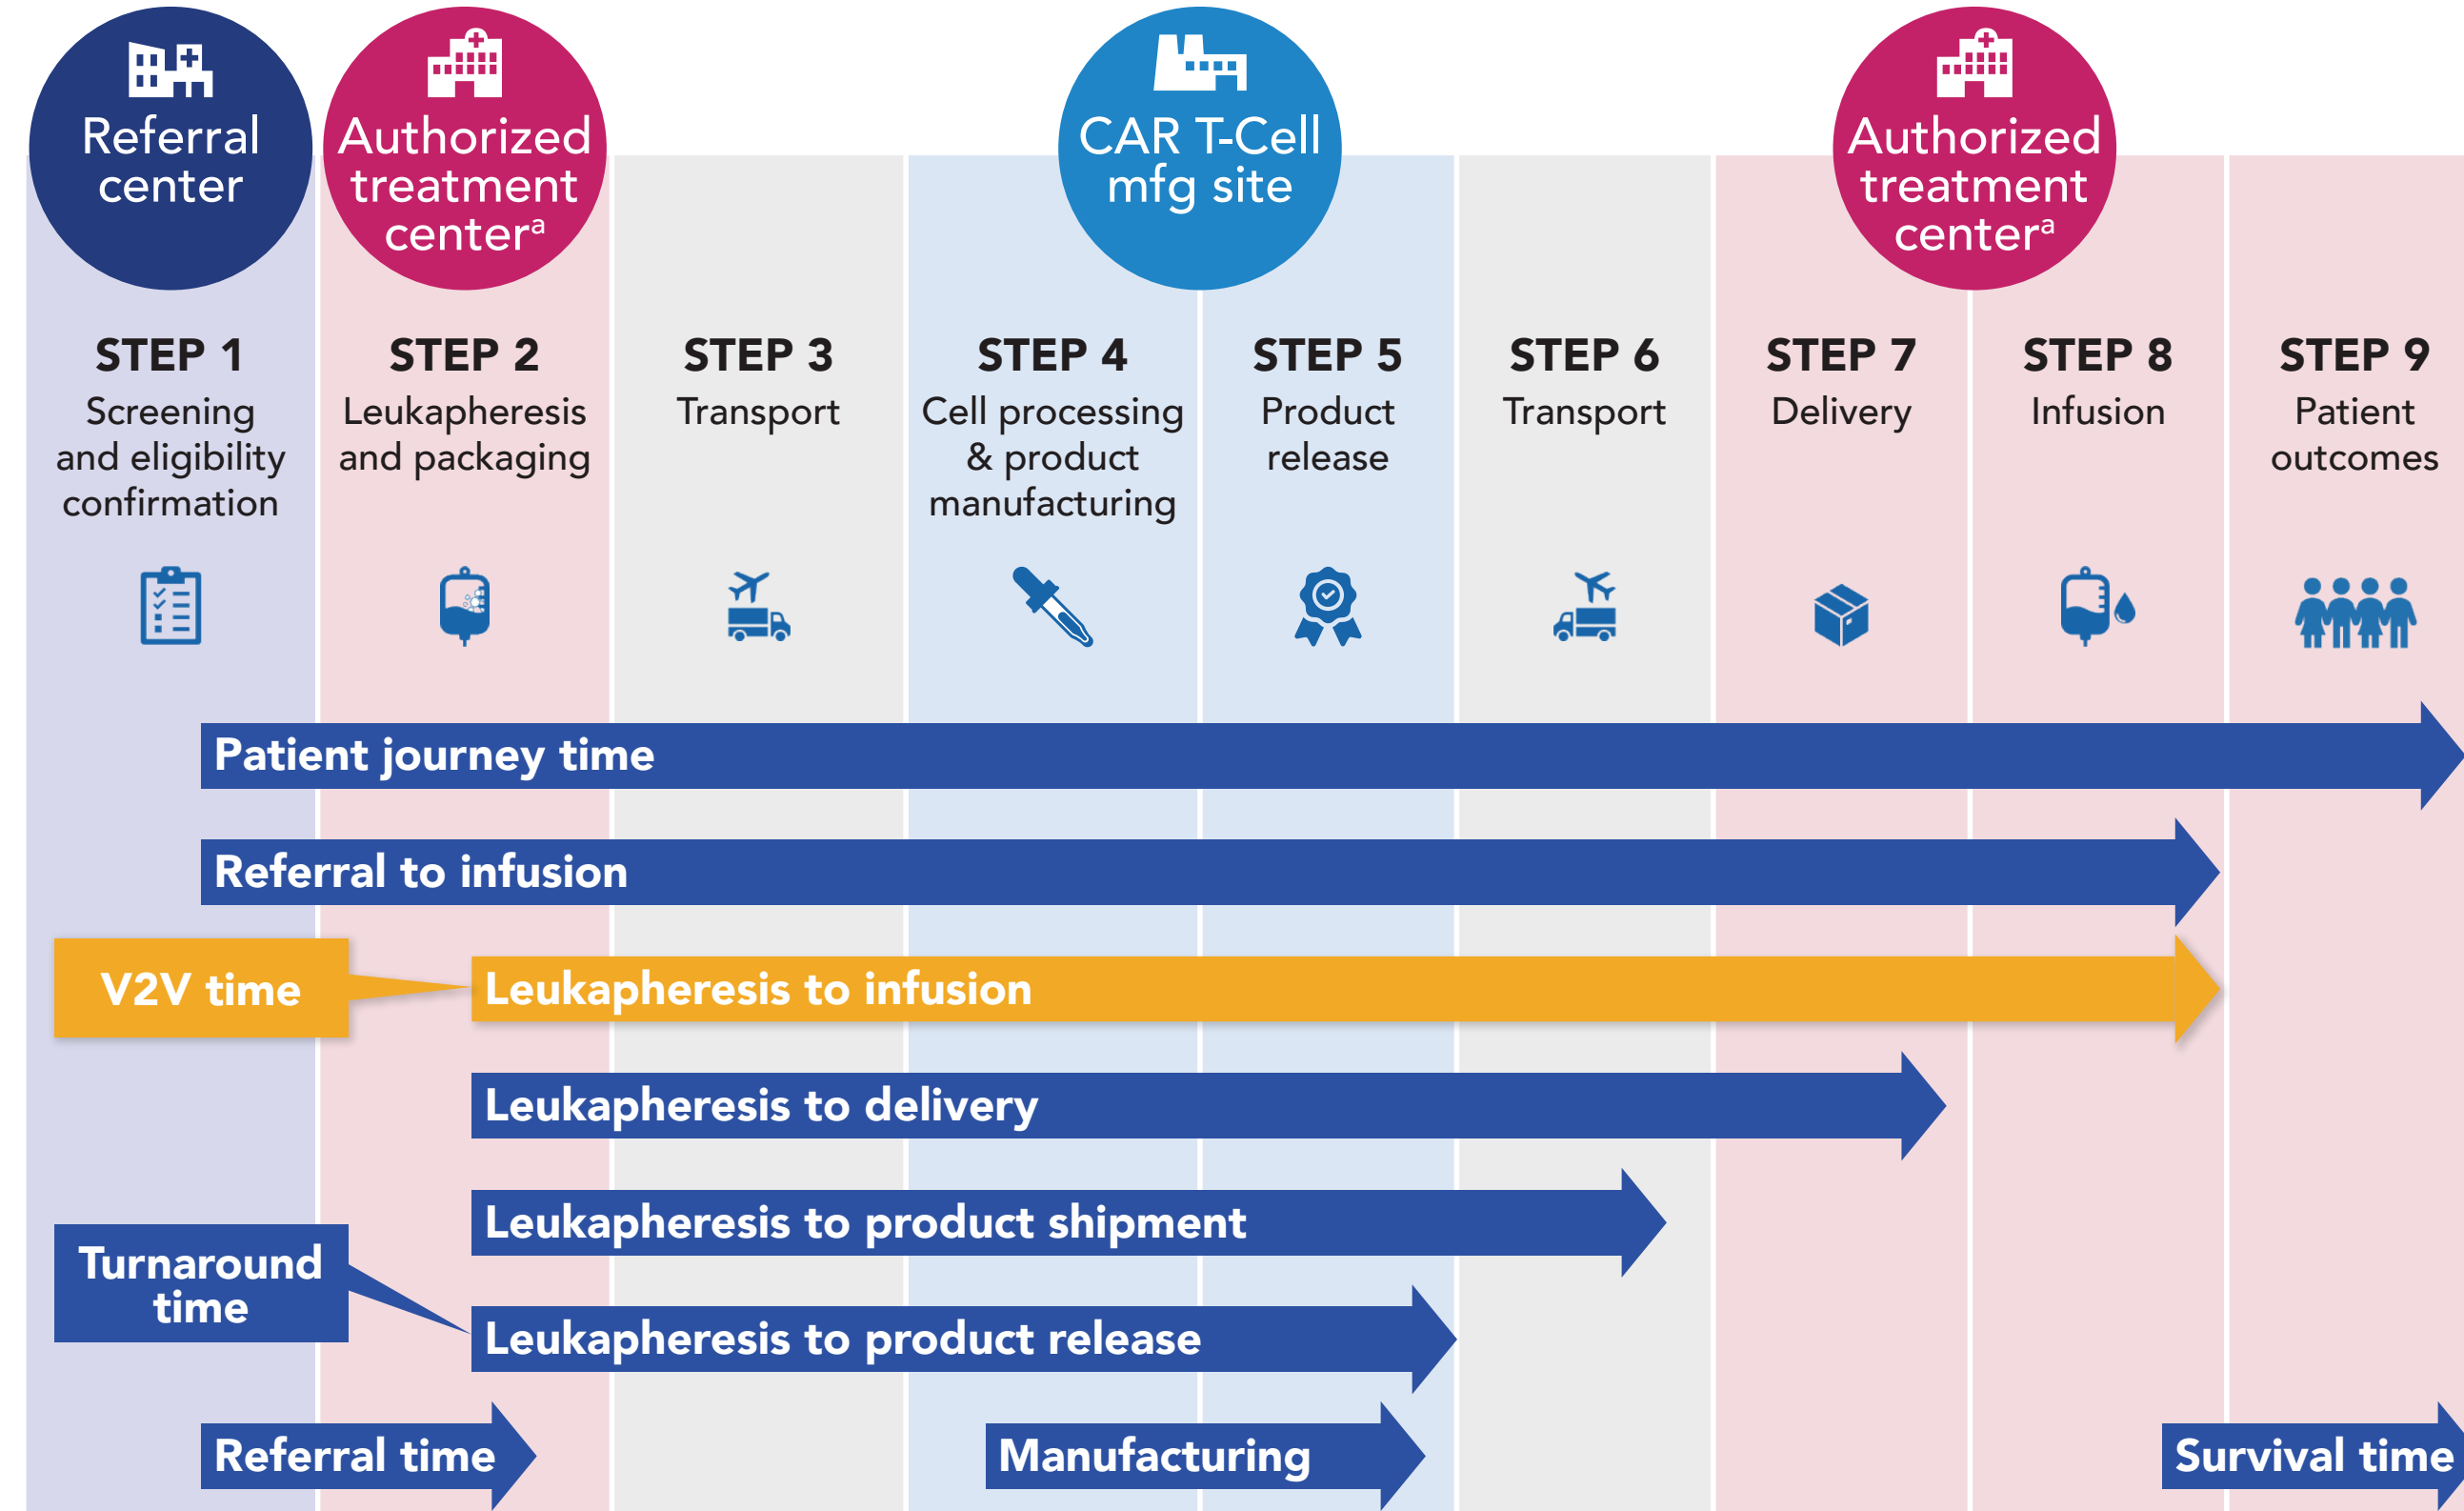 Referral
center
Authorized
treatment
centerᵃ
CAR T-Cell
mfg site
Authorized
treatment
centerᵃ
STEP 1
Screening
and eligibility
confirmation
STEP 2
Leukapheresis
and packaging
STEP 3
Transport
STEP 4
Cell processing
& product
manufacturing
STEP 5
Product
release
STEP 6
Transport
STEP 7
Delivery
STEP 8
Infusion
STEP 9
Patient
outcomes
Patient journey time
Referral to infusion
V2V time
Leukapheresis to infusion
Leukapheresis to delivery
Leukapheresis to product shipment
Turnaround
time
Leukapheresis to product release
Referral time
Manufacturing
Survival time